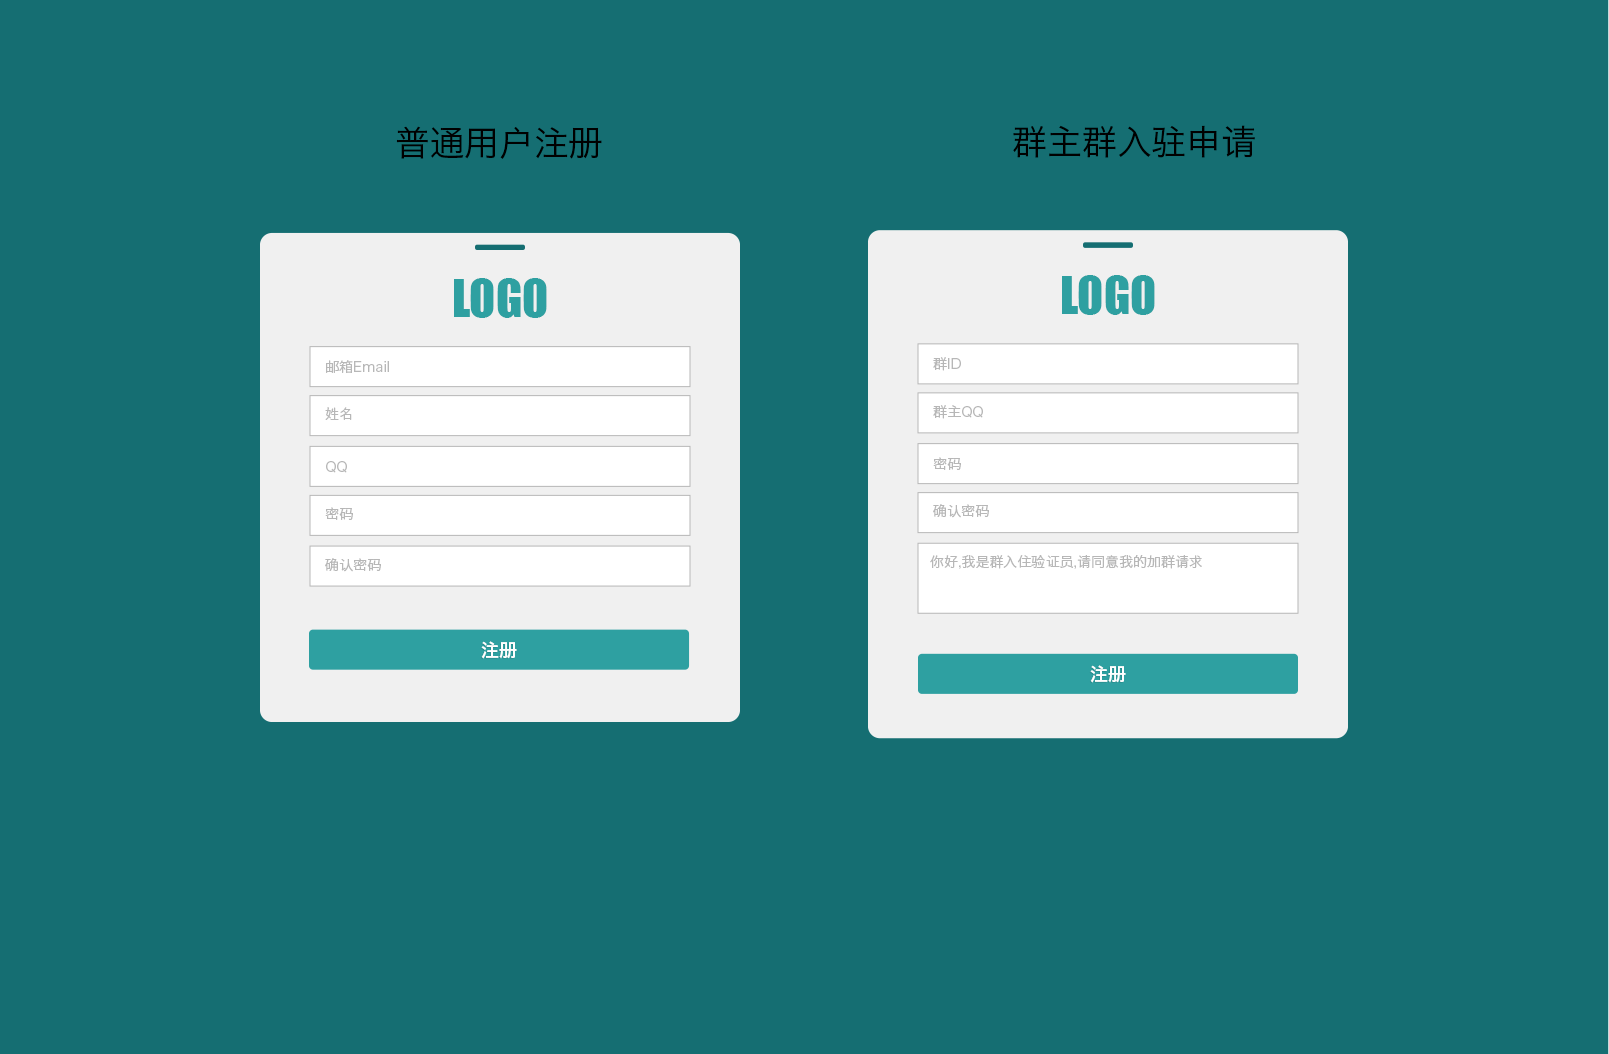 普通用户注册
群主群入驻申请
LOGO
邮箱Email
姓名
QQ
密码
确认密码
注册
LOGO
群ID
群主QQ
密码
确认密码
你好,我是群入住验证员,请同意我的加群请求
注册